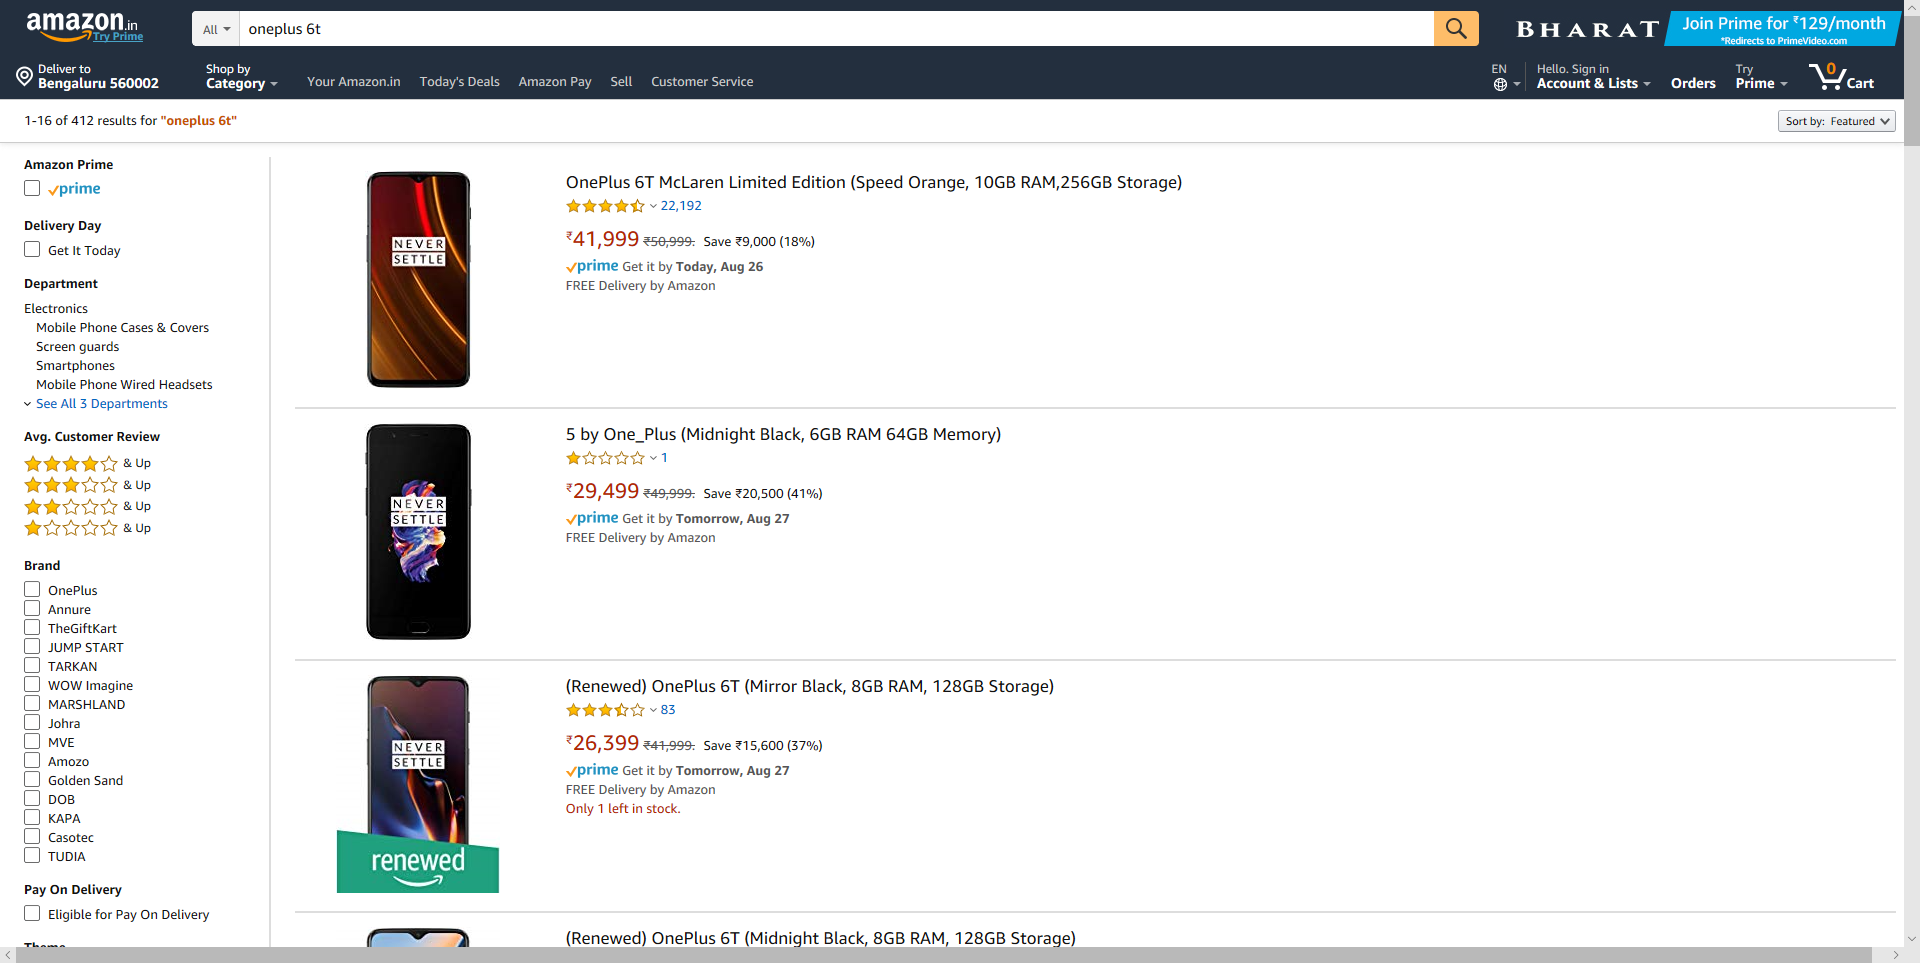 amazon.in
Try Prime
All
oneplus 6t
BHARAT
Join Prime for ₹129/month
*Redirects to PrimeVideo.com
Deliver to
Bengaluru 560002
Shop by
Category
Your Amazon.in Today's Deals Amazon Pay Sell Customer Service
EN
Hello. Sign in
Account & Lists
Orders
Try
Prime
0
Cart
1-16 of 412 results for "oneplus 6t"
Sort by: Featured
Amazon Prime
prime
Delivery Day
Get It Today
Department
Electronics
Mobile Phone Cases & Covers
Screen guards
Smartphones
Mobile Phone Wired Headsets
See All 3 Departments
Avg. Customer Review
& Up
& Up
& Up
& Up
Brand
OnePlus
Annure
TheGiftKart
JUMP START
TARKAN
WOW Imagine
MARSHLAND
Johra
MVE
Amozo
Golden Sand
DOB
KAPA
Casotec
TUDIA
Pay On Delivery
Eligible for Pay On Delivery
Theme
NEVER
SETTLE
OnePlus 6T McLaren Limited Edition (Speed Orange, 10GB RAM,256GB Storage)
22,192
₹41,999 ₹50,999. Save ₹9,000 (18%)
prime Get it by Today, Aug 26
FREE Delivery by Amazon
NEVER
SETTLE
5 by One_Plus (Midnight Black, 6GB RAM 64GB Memory)
1
₹29,499 ₹49,999. Save ₹20,500 (41%)
prime Get it by Tomorrow, Aug 27
FREE Delivery by Amazon
NEVER
SETTLE
renewed
(Renewed) OnePlus 6T (Mirror Black, 8GB RAM, 128GB Storage)
83
₹26,399 ₹41,999. Save ₹15,600 (37%)
prime Get it by Tomorrow, Aug 27
FREE Delivery by Amazon
Only 1 left in stock.
(Renewed) OnePlus 6T (Midnight Black, 8GB RAM, 128GB Storage)